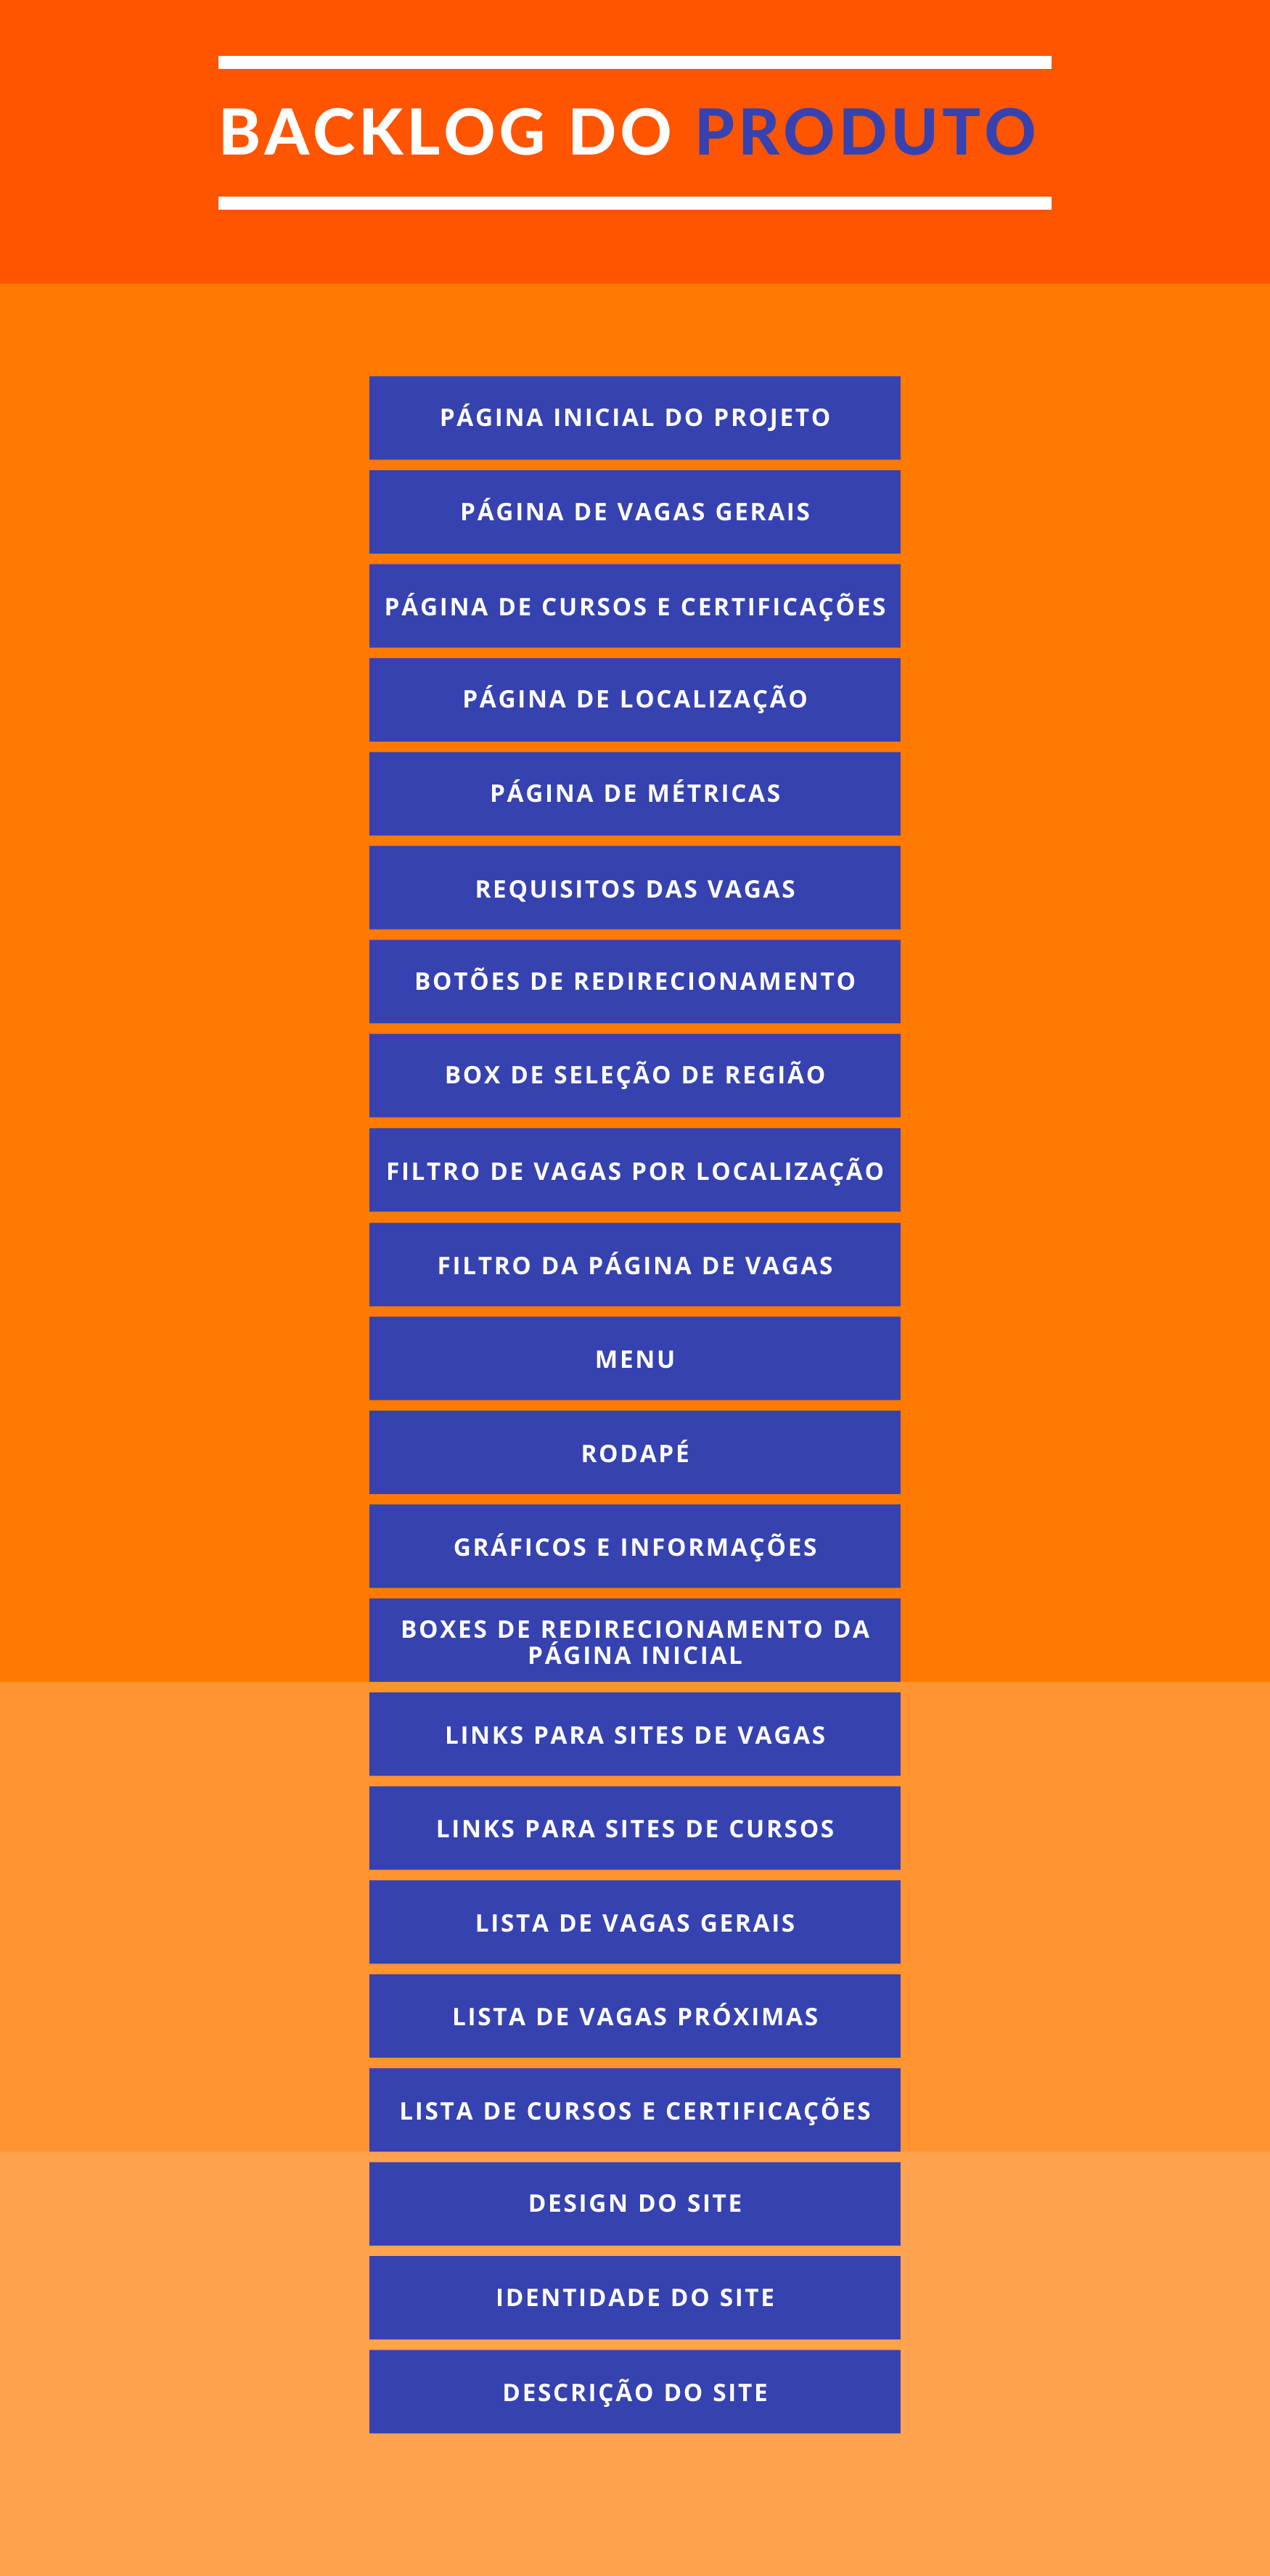 BACKLOG DO PRODUTO
PÁGINA INICIAL DO PROJETO
PÁGINA DE VAGAS GERAIS
PÁGINA DE CURSOS E CERTIFICAÇÕES
PÁGINA DE LOCALIZAÇÃO
PÁGINA DE MÉTRICAS
REQUISITOS DAS VAGAS
BOTÕES DE REDIRECIONAMENTO
BOX DE SELEÇÃO DE REGIÃO
FILTRO DE VAGAS POR LOCALIZAÇÃO
FILTRO DA PÁGINA DE VAGAS
MENU
RODAPÉ
GRÁFICOS E INFORMAÇÕES
BOXES DE REDIRECIONAMENTO DA
PÁGINA INICIAL
LINKS PARA SITES DE VAGAS
LINKS PARA SITES DE CURSOS
LISTA DE VAGAS GERAIS
LISTA DE VAGAS PRÓXIMAS
LISTA DE CURSOS E CERTIFICAÇÕES
DESIGN DO SITE
IDENTIDADE DO SITE
DESCRIÇÃO DO SITE